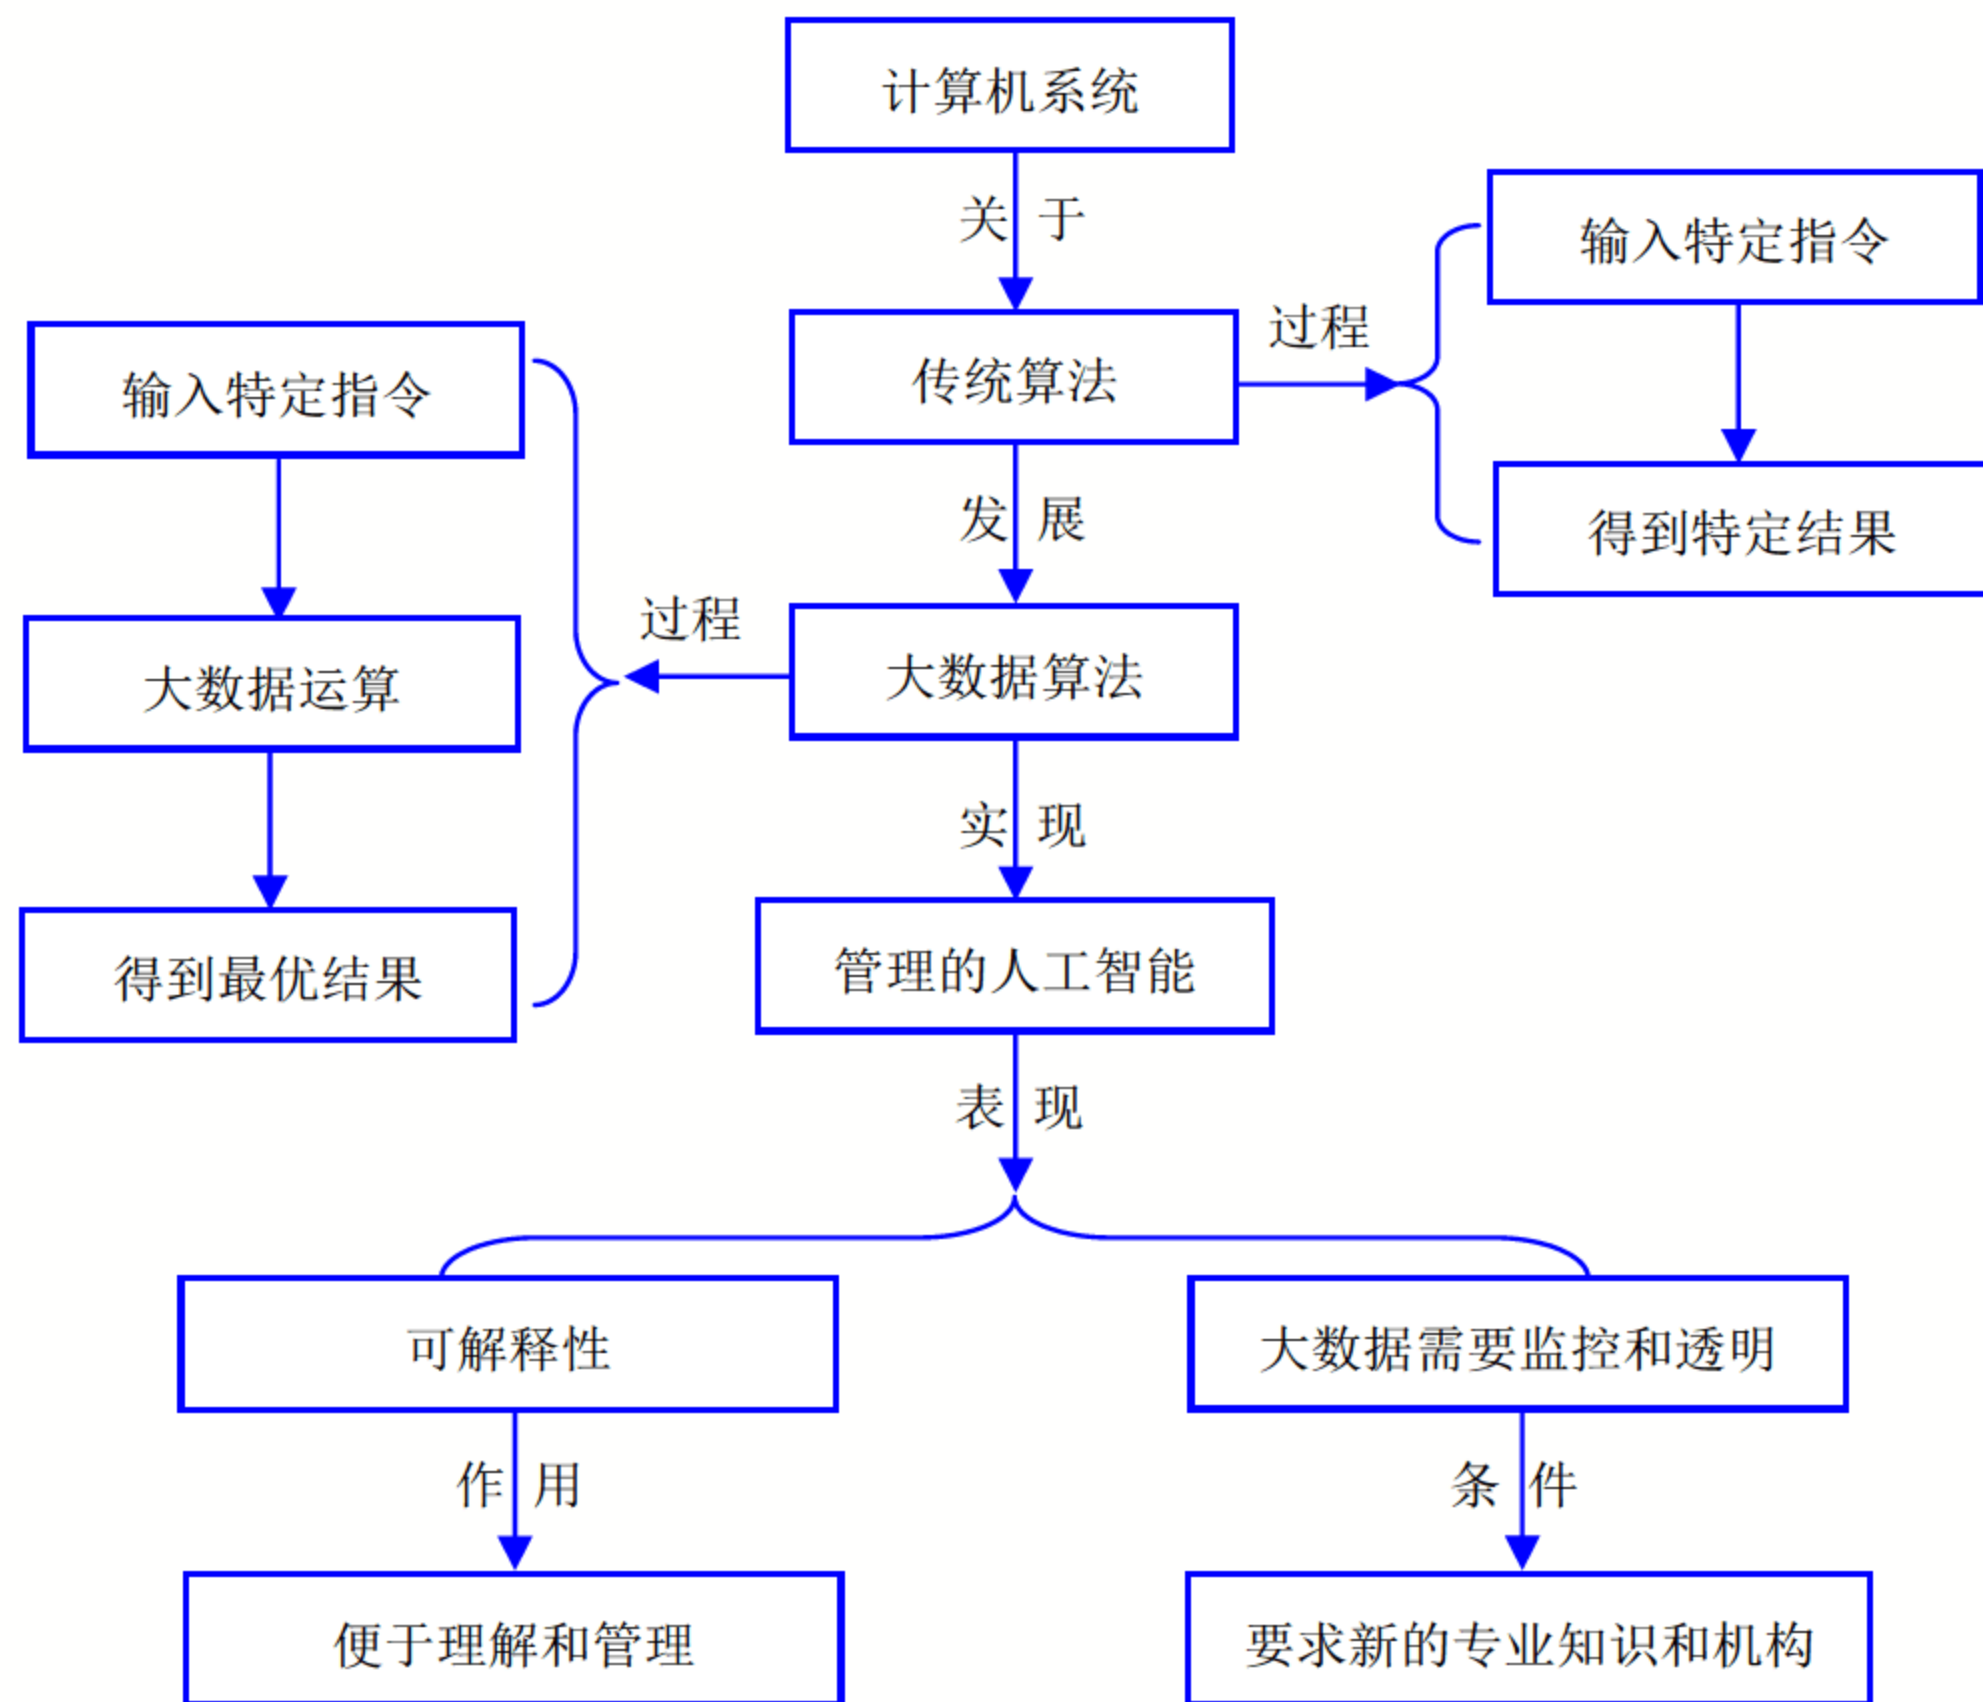 计算机系统
关 于
输入特定指令
过程
传统算法
输入特定指令
发 展
得到特定结果
过程
大数据算法
大数据运算
实 现
管理的人工智能
得到最优结果
表 现
可解释性
大数据需要监控和透明
作 用
条 件
便于理解和管理
要求新的专业知识和机构